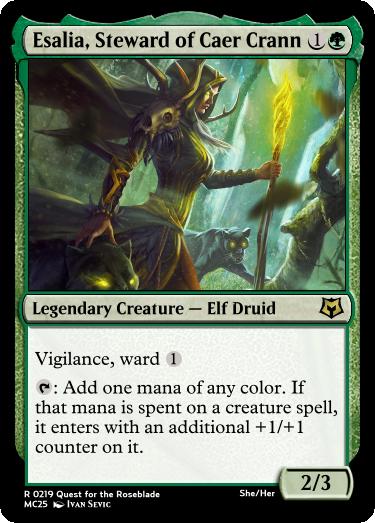 Esalia, Steward of Caer Crann 1
Legendary Creature — Elf Druid
Vigilance, ward 1
: Add one mana of any color. If
that mana is spent on a creature spell,
it enters with an additional +1/+1
counter on it.
2/3
R 0219 Quest for the Roseblade She/Her
MC25 Ivan Sevic